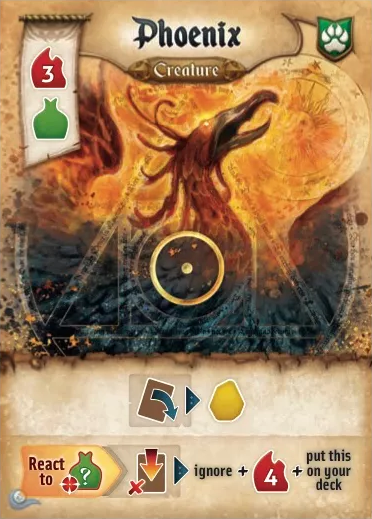 Phoenix
Creature
3
React
to
?
ignore + 4 +
put this
on your
deck